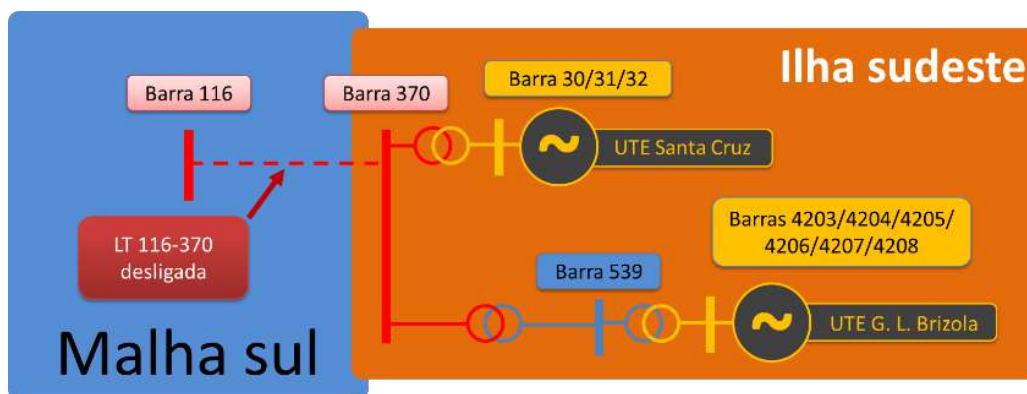 Ilha sudeste
Barra 116
Barra 370
Barra 30/31/32
UTE Santa Cruz
LT 116-370
desligada
Barras 4203/4204/4205/
4206/4207/4208
Barra 539
UTE G. L. Brizola
Malha sul